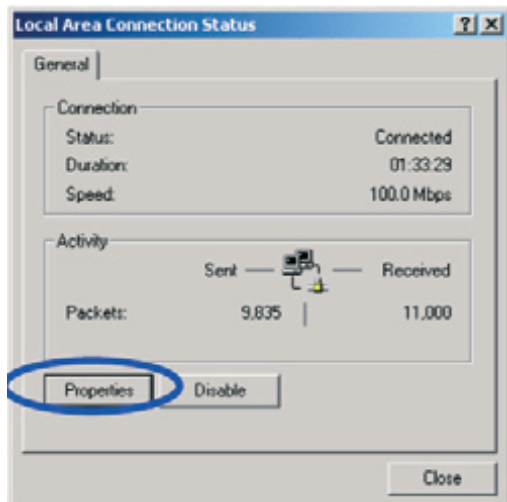 Local Area Connection Status
General
Connection
Status: Connected
Duration: 01:33:29
Speed: 100.0 Mbps
Activity
Sent Received
Packets: 9,835 11,000
Properties Disable
Close